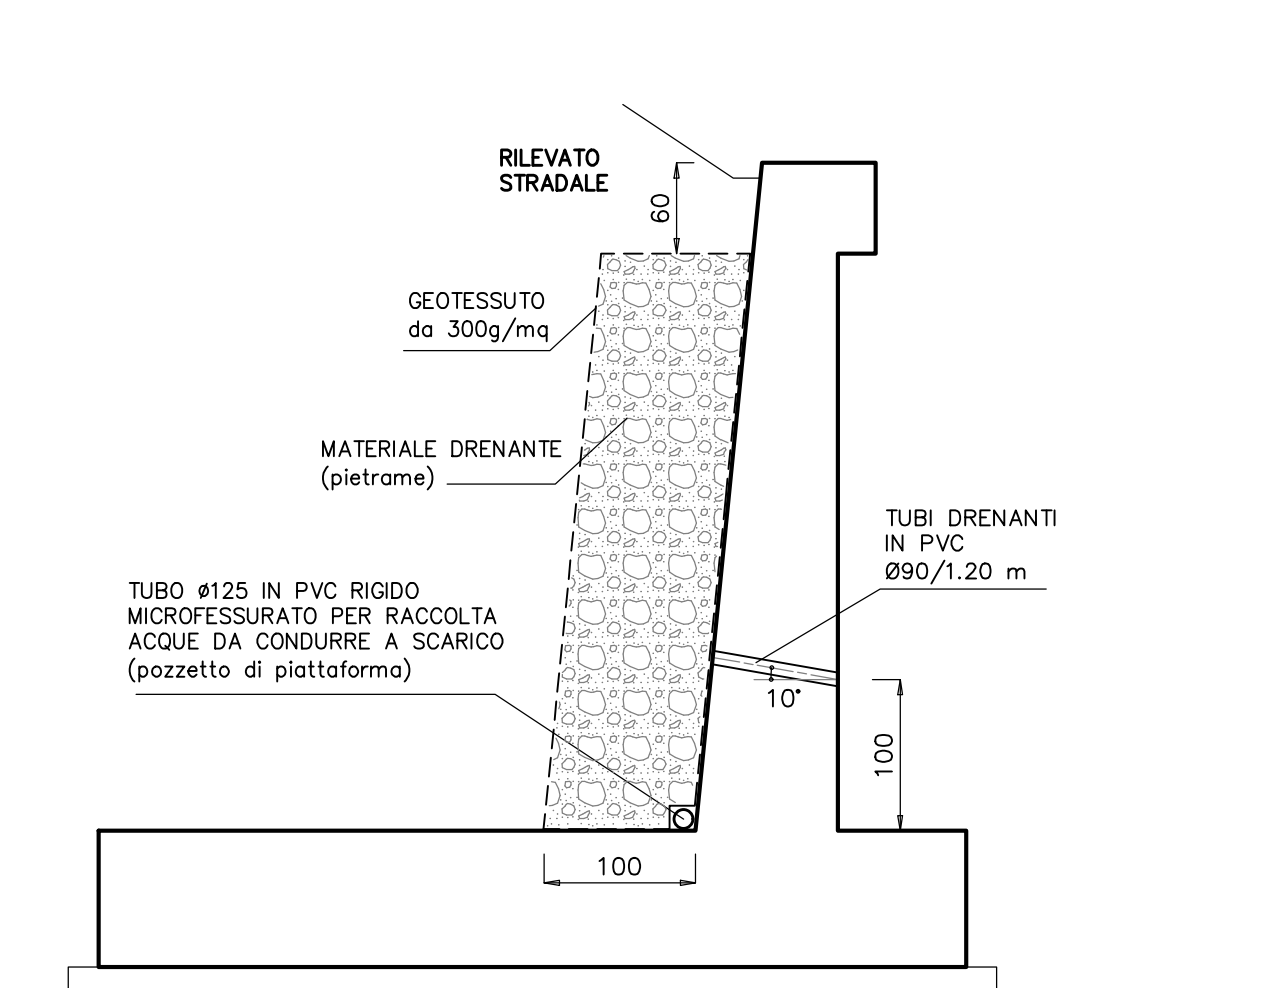 RILEVATO
STRADALE
60
GEOTESSUTO
da 300g/mq
MATERIALE DRENANTE
(pietrame)
TUBI DRENANTI
IN PVC
Ø90/1.20 m
TUBO ø125 IN PVC RIGIDO
MICROFESSURATO PER RACCOLTA
ACQUE DA CONDURRE A SCARICO
(pozzetto di piattaforma)
10°
100
100